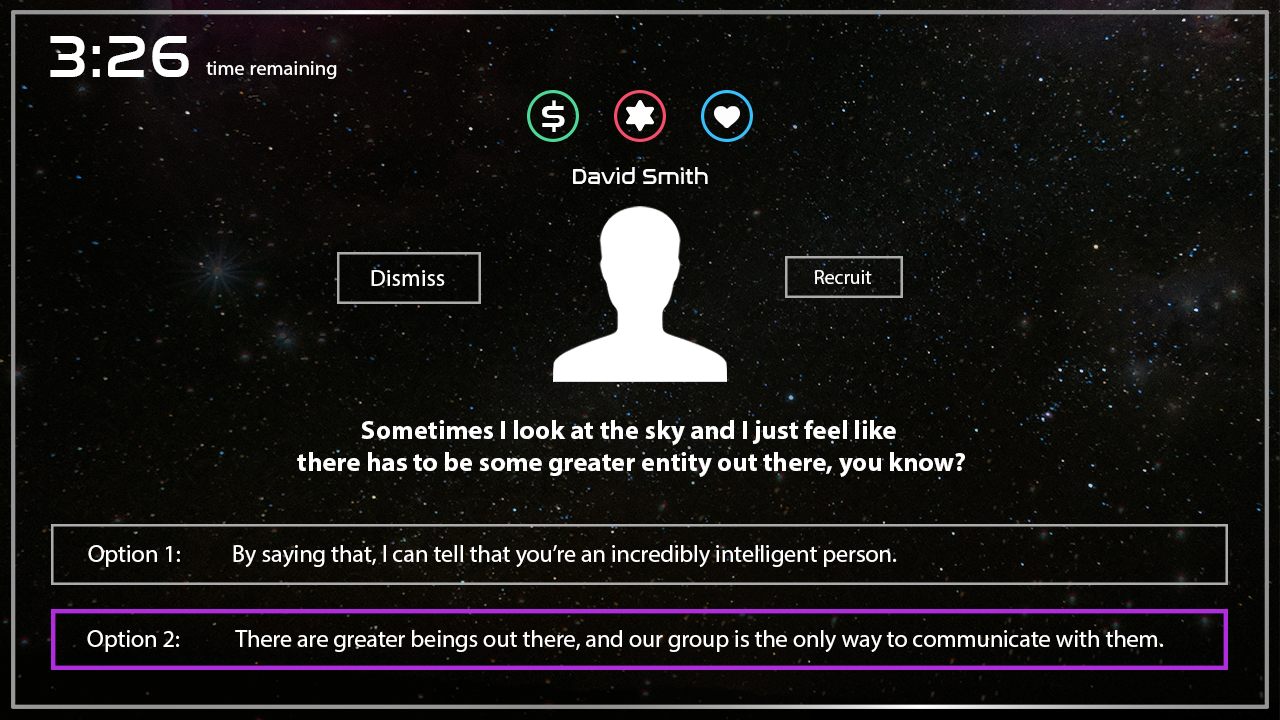 3:26 time remaining
$
David Smith
Dismiss
Recruit
Sometimes I look at the sky and I just feel like
there has to be some greater entity out there, you know?
Option 1: By saying that, I can tell that you’re an incredibly intelligent person.
Option 2: There are greater beings out there, and our group is the only way to communicate with them.